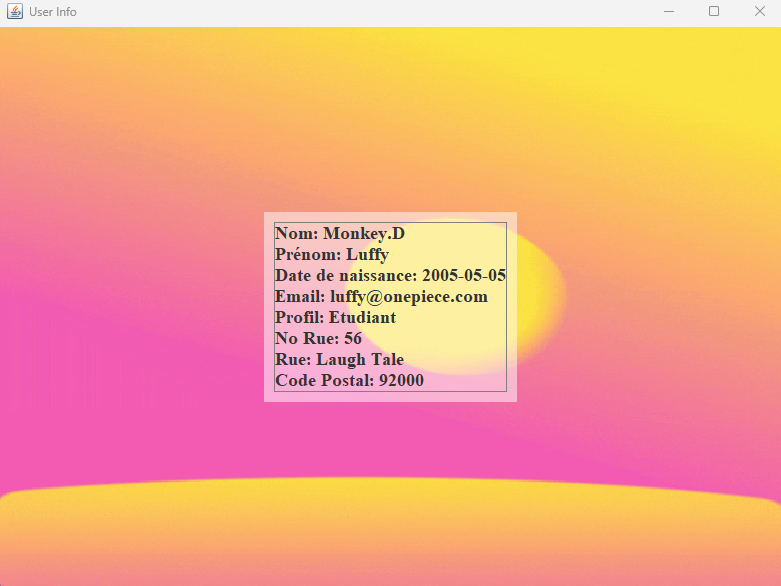 User Info
Nom: Monkey.D
Prénom: Luffy
Date de naissance: 2005-05-05
Email: luffy@onepiece.com
Profil: Etudiant
No Rue: 56
Rue: Laugh Tale
Code Postal: 92000